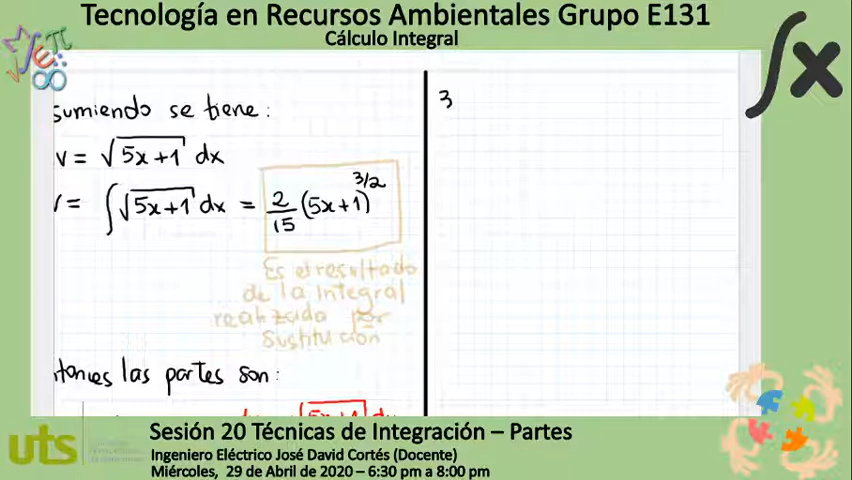 Tecnología en Recursos Ambientales Grupo E131
Cálculo Integral
∫x
sumiendo se tiene:
v = √5x+1 dx
v = ∫√5x+1 dx = 2/15 (5x+1)^3/2
Es el resultado
de la integral
realizada por
Sustitución
ntonces las partes son:
√5x+1 dx
3
uts
Sesión 20 Técnicas de Integración – Partes
Ingeniero Eléctrico José David Cortés (Docente)
Miércoles, 29 de Abril de 2020 – 6:30 pm a 8:00 pm